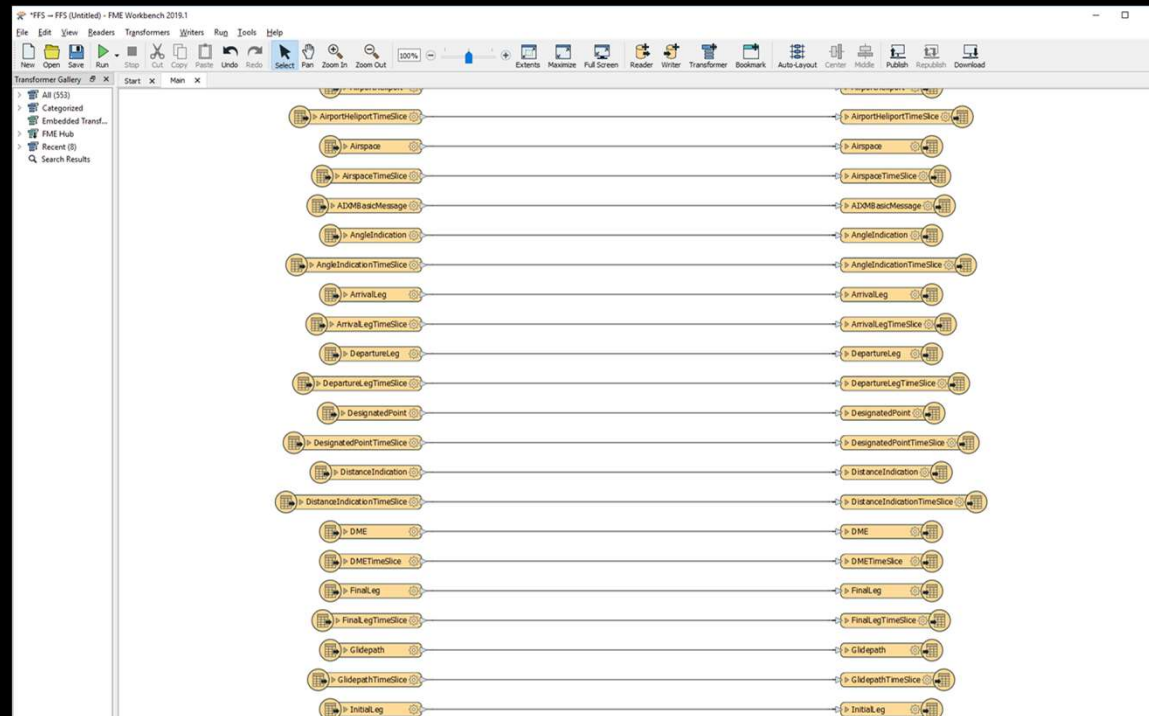 *FFS → FFS (Untitled) - FME Workbench 2019.1
File Edit View Readers Transformers Writers Run Tools Help
New Open Save Run Stop Cut Copy Paste Undo Redo Select Pan Zoom In Zoom Out 100% Extents Maximize Full Screen Reader Writer Transformer Bookmark Auto-Layout Center Middle Publish Republish Download
Transformer Gallery Start Main
All (553)
Categorized
Embedded Transf...
FME Hub
Recent (8)
Search Results
AirportHeliport AirportHeliport
AirportHeliportTimeSlice AirportHeliportTimeSlice
Airspace Airspace
AirspaceTimeSlice AirspaceTimeSlice
AIXMBasicMessage AIXMBasicMessage
AngleIndication AngleIndication
AngleIndicationTimeSlice AngleIndicationTimeSlice
ArrivalLeg ArrivalLeg
ArrivalLegTimeSlice ArrivalLegTimeSlice
DepartureLeg DepartureLeg
DepartureLegTimeSlice DepartureLegTimeSlice
DesignatedPoint DesignatedPoint
DesignatedPointTimeSlice DesignatedPointTimeSlice
DistanceIndication DistanceIndication
DistanceIndicationTimeSlice DistanceIndicationTimeSlice
DME DME
DMETimeSlice DMETimeSlice
FinalLeg FinalLeg
FinalLegTimeSlice FinalLegTimeSlice
Glidepath Glidepath
GlidepathTimeSlice GlidepathTimeSlice
InitialLeg InitialLeg